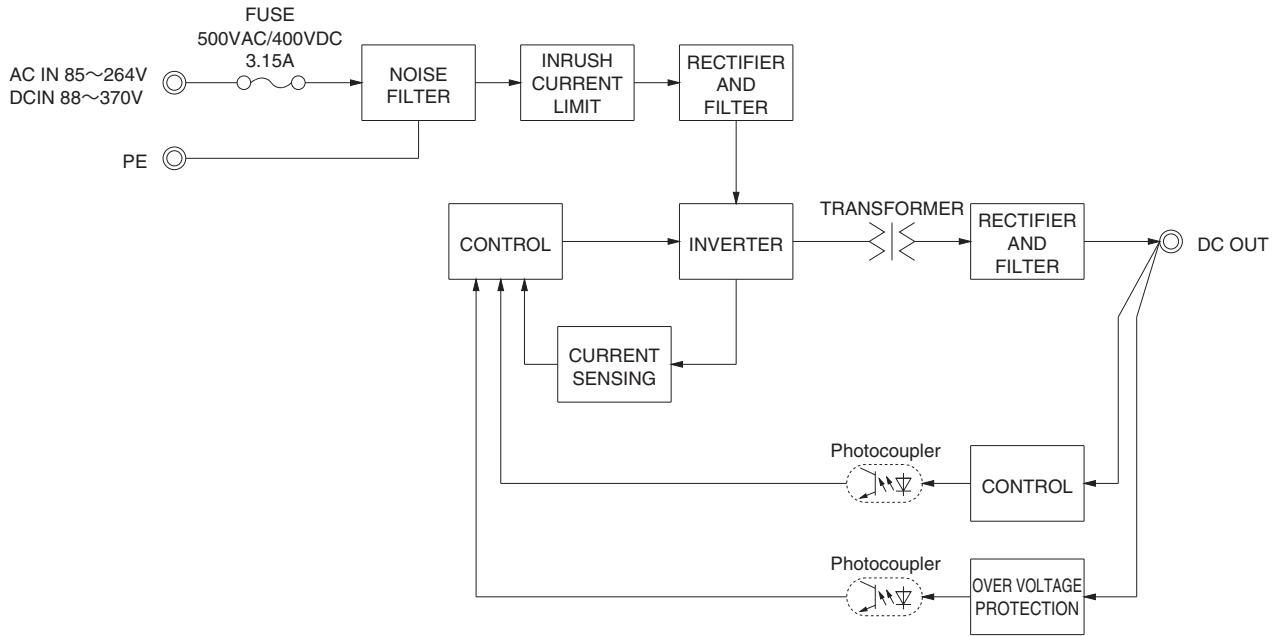 FUSE
500VAC/400VDC
3.15A
AC IN 85～264V
DCIN 88～370V
NOISE
FILTER
INRUSH
CURRENT
LIMIT
RECTIFIER
AND
FILTER
PE
CONTROL
INVERTER
TRANSFORMER
RECTIFIER
AND
FILTER
DC OUT
CURRENT
SENSING
Photocoupler
CONTROL
Photocoupler
OVER VOLTAGE
PROTECTION